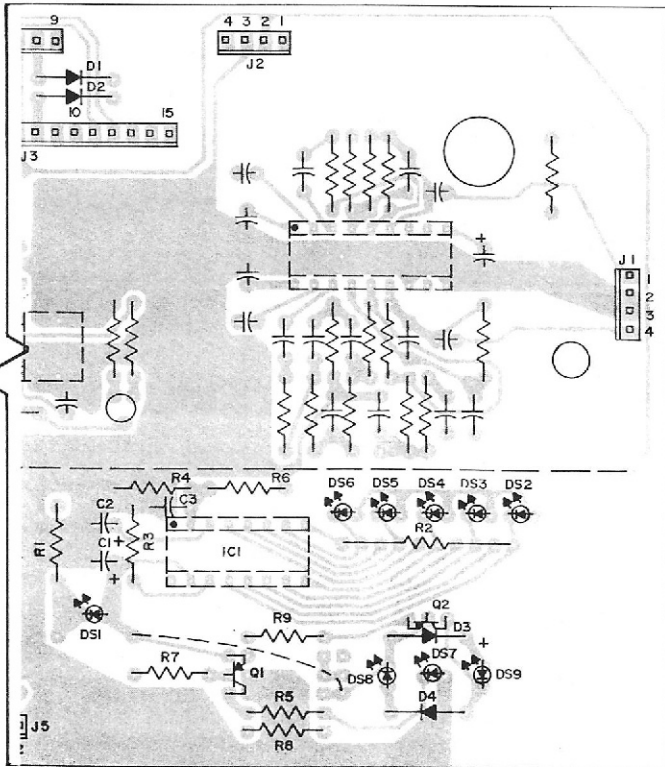 9
4 3 2 1
J2
D1
D2
10 15
J3
+
J1
1
2
3
4
R4
R6
C3
DS6 DS5 DS4 DS3 DS2
R1
C2
C1
+
+
R3
IC1
R2
DS1
R9
Q2
D3
+
R7
Q1
DS8
DS7
DS9
R5
R8
D4
J5
2